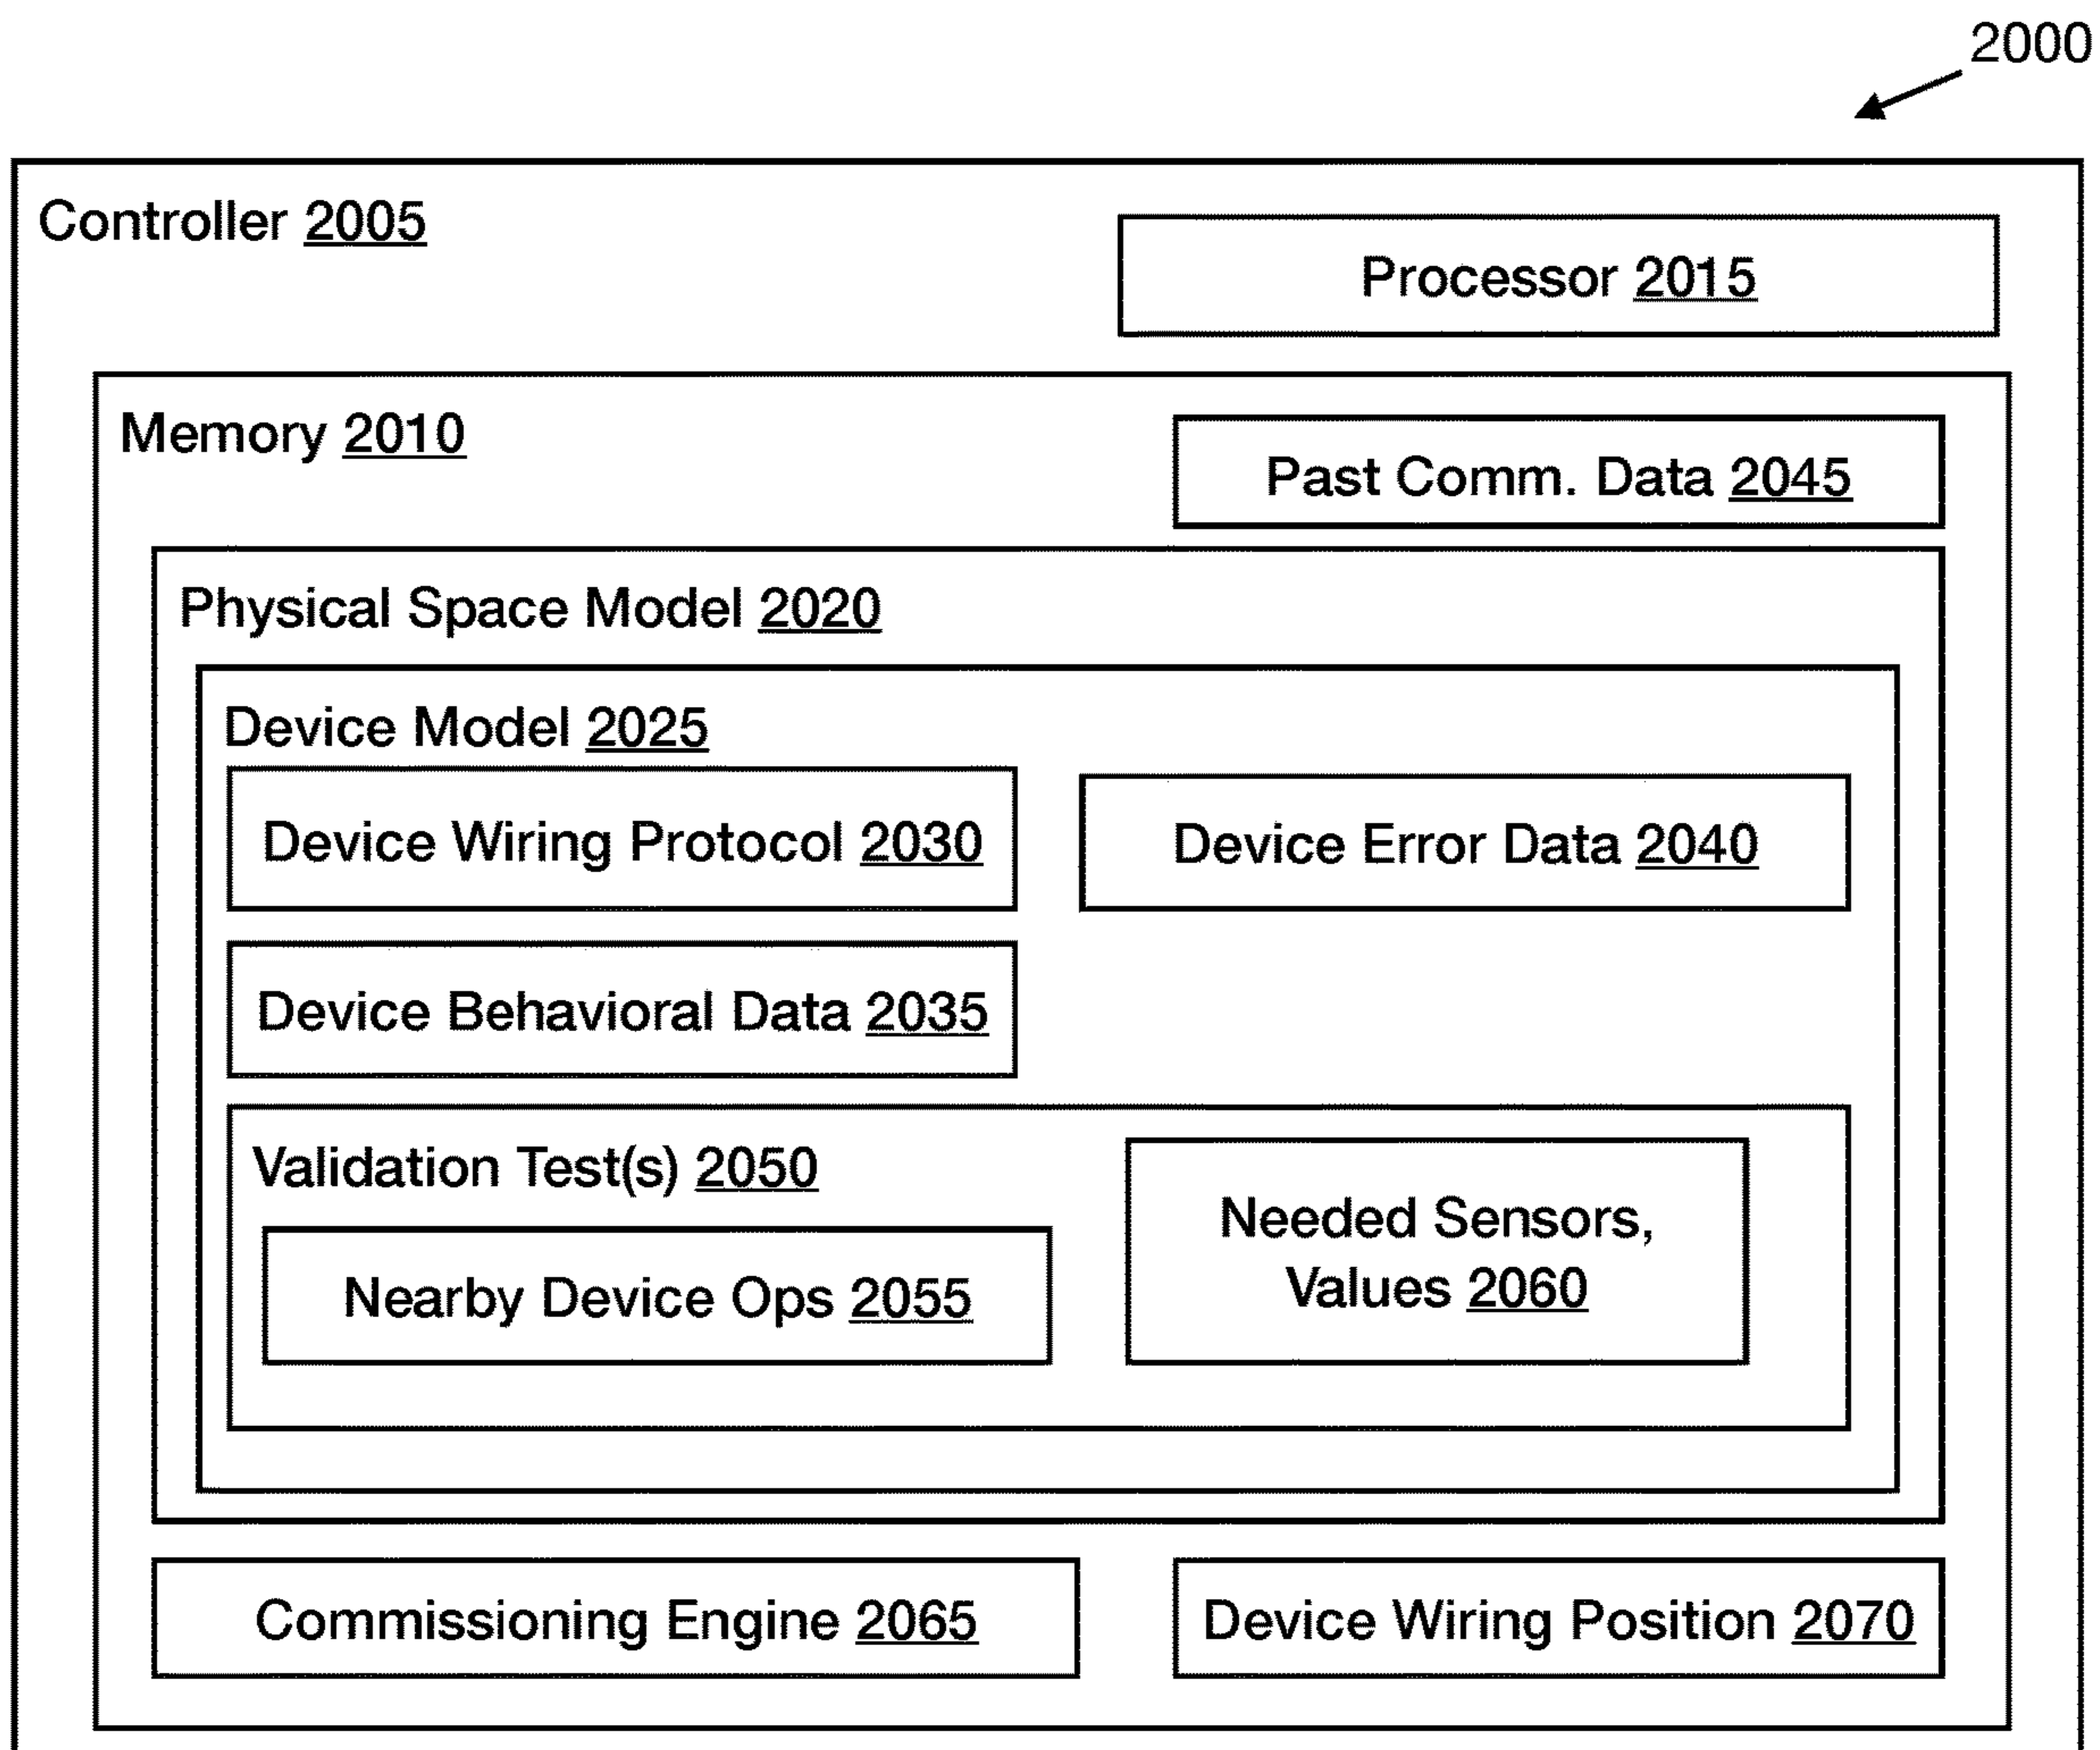 2000
Controller 2005
Processor 2015
Memory 2010
Past Comm. Data 2045
Physical Space Model 2020
Device Model 2025
Device Wiring Protocol 2030
Device Error Data 2040
Device Behavioral Data 2035
Validation Test(s) 2050
Needed Sensors,
Values 2060
Nearby Device Ops 2055
Commissioning Engine 2065
Device Wiring Position 2070